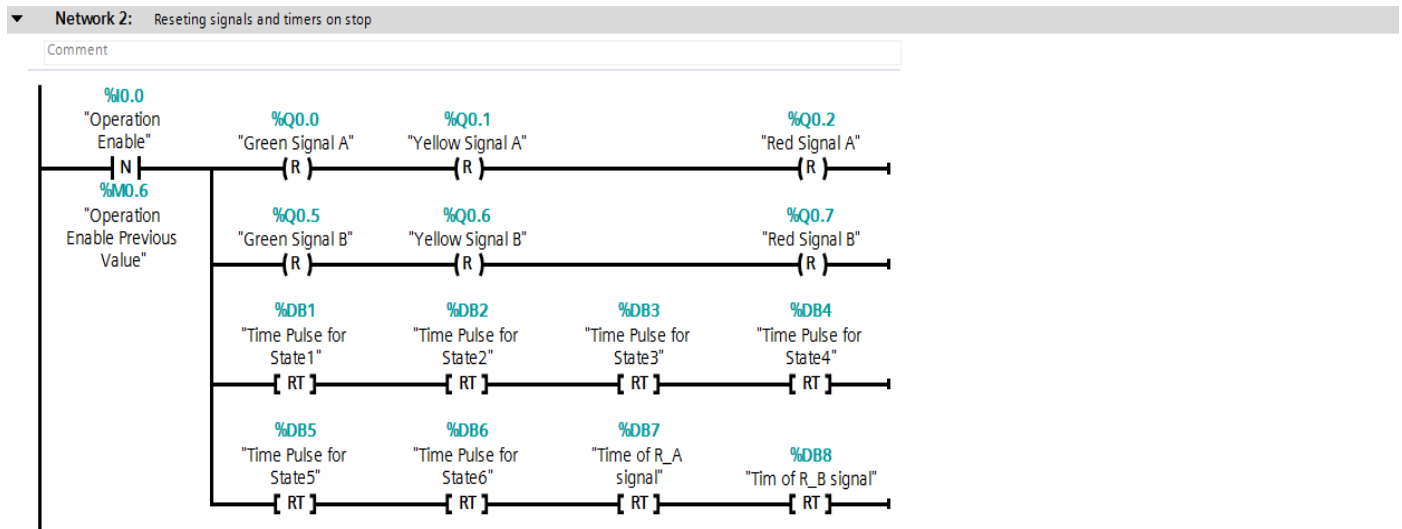 Network 2: Reseting signals and timers on stop
Comment
%I0.0
"Operation
Enable"
N
%M0.6
"Operation
Enable Previous
Value"
%Q0.0
"Green Signal A"
R
%Q0.1
"Yellow Signal A"
R
%Q0.2
"Red Signal A"
R
%Q0.5
"Green Signal B"
R
%Q0.6
"Yellow Signal B"
R
%Q0.7
"Red Signal B"
R
%DB1
"Time Pulse for
State1"
RT
%DB2
"Time Pulse for
State2"
RT
%DB3
"Time Pulse for
State3"
RT
%DB4
"Time Pulse for
State4"
RT
%DB5
"Time Pulse for
State5"
RT
%DB6
"Time Pulse for
State6"
RT
%DB7
"Time of R_A
signal"
RT
%DB8
"Tim of R_B signal"
RT